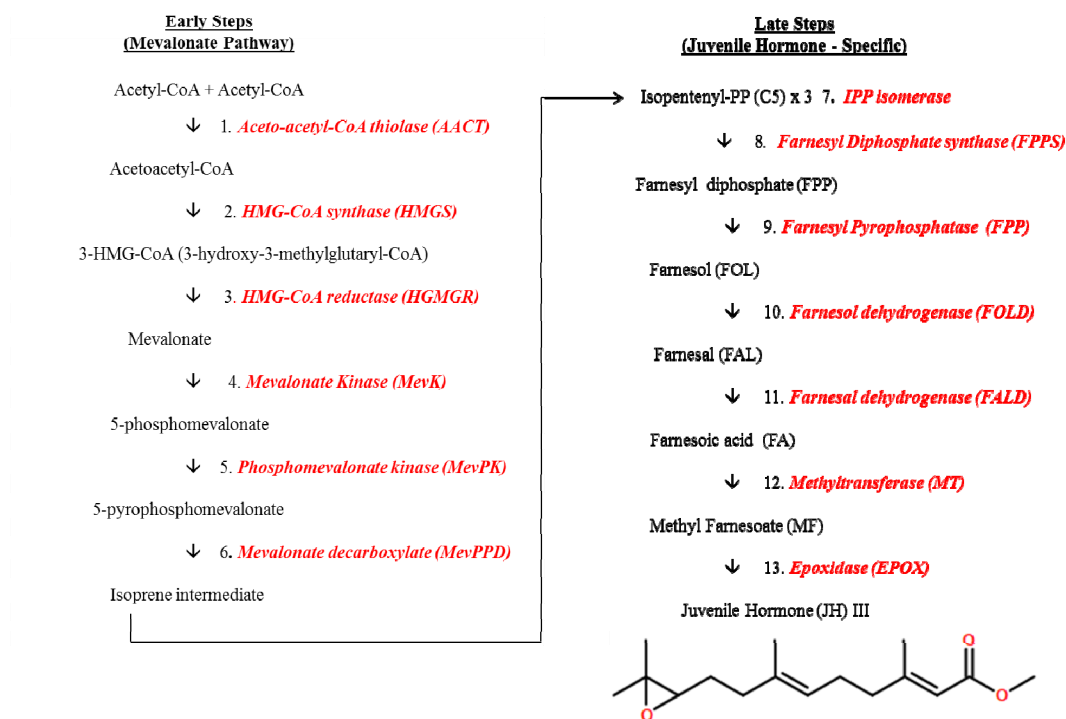 Early Steps
(Mevalonate Pathway)
Acetyl-CoA + Acetyl-CoA
1. Aceto-acetyl-CoA thiolase (AACT)
Acetoacetyl-CoA
2. HMG-CoA synthase (HMGS)
3-HMG-CoA (3-hydroxy-3-methylglutaryl-CoA)
3. HMG-CoA reductase (HGMGR)
Mevalonate
4. Mevalonate Kinase (MevK)
5-phosphomevalonate
5. Phosphomevalonate kinase (MevPK)
5-pyrophosphomevalonate
6. Mevalonate decarboxylate (MevPPD)
Isoprene intermediate
Late Steps
(Juvenile Hormone - Specific)
Isopentenyl-PP (C5) x 3 7. IPP isomerase
8. Farnesyl Diphosphate synthase (FPPS)
Farnesyl diphosphate (FPP)
9. Farnesyl Pyrophosphatase (FPP)
Farnesol (FOL)
10. Farnesol dehydrogenase (FOLD)
Farnesal (FAL)
11. Farnesal dehydrogenase (FALD)
Farnesoic acid (FA)
12. Methyltransferase (MT)
Methyl Farnesoate (MF)
13. Epoxidase (EPOX)
Juvenile Hormone (JH) III
O
O
O